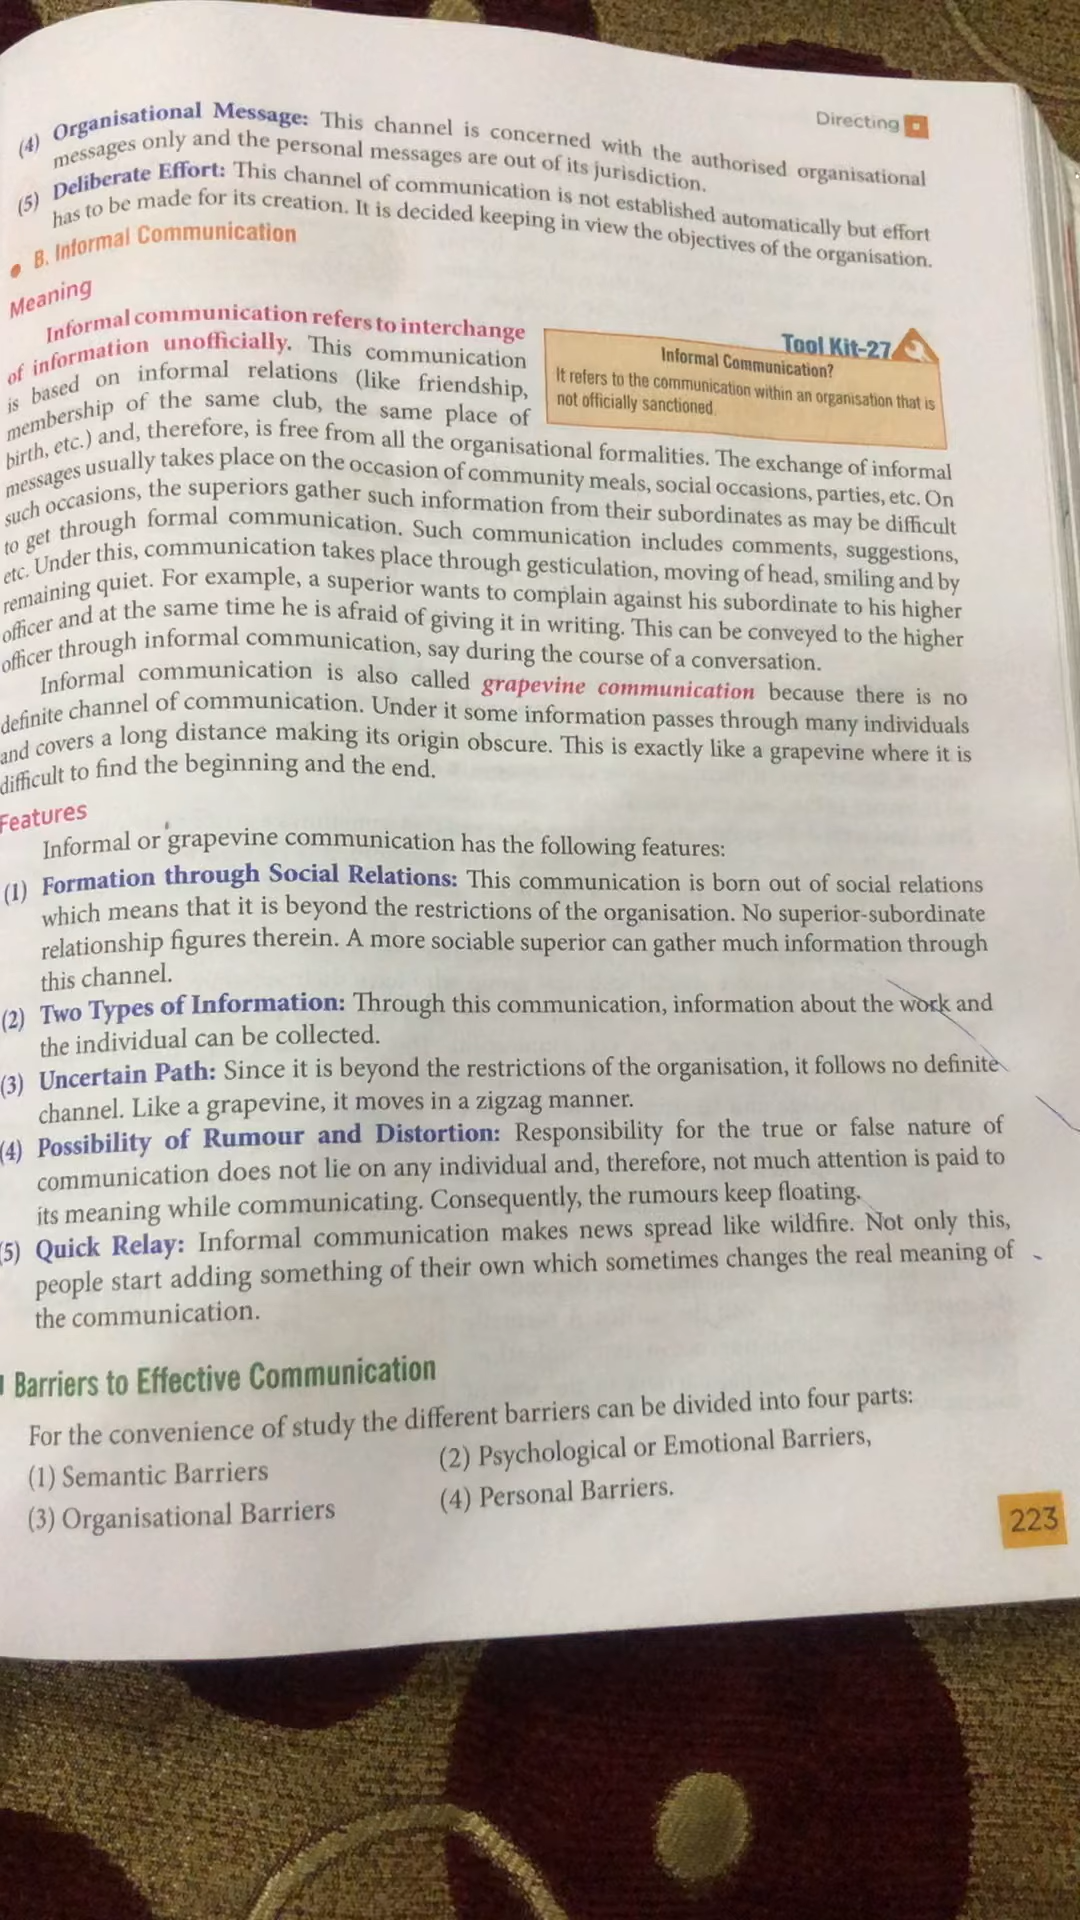 Directing
(4) Organisational Message: This channel is concerned with the authorised organisational
messages only and the personal messages are out of its jurisdiction.
(5) Deliberate Effort: This channel of communication is not established automatically but effort
has to be made for its creation. It is decided keeping in view the objectives of the organisation.
• B. Informal Communication
Meaning
Informal communication refers to interchange
of information unofficially. This communication
is based on informal relations (like friendship,
membership of the same club, the same place of
birth, etc.) and, therefore, is free from all the organisational formalities. The exchange of informal
messages usually takes place on the occasion of community meals, social occasions, parties, etc. On
such occasions, the superiors gather such information from their subordinates as may be difficult
to get through formal communication. Such communication includes comments, suggestions,
etc. Under this, communication takes place through gesticulation, moving of head, smiling and by
remaining quiet. For example, a superior wants to complain against his subordinate to his higher
officer and at the same time he is afraid of giving it in writing. This can be conveyed to the higher
officer through informal communication, say during the course of a conversation.
Tool Kit-27
Informal Communication?
It refers to the communication within an organisation that is
not officially sanctioned.
Informal communication is also called grapevine communication because there is no
definite channel of communication. Under it some information passes through many individuals
and covers a long distance making its origin obscure. This is exactly like a grapevine where it is
difficult to find the beginning and the end.
Features
Informal or grapevine communication has the following features:
(1) Formation through Social Relations: This communication is born out of social relations
which means that it is beyond the restrictions of the organisation. No superior-subordinate
relationship figures therein. A more sociable superior can gather much information through
this channel.
(2) Two Types of Information: Through this communication, information about the work and
the individual can be collected.
(3) Uncertain Path: Since it is beyond the restrictions of the organisation, it follows no definite
channel. Like a grapevine, it moves in a zigzag manner.
(4) Possibility of Rumour and Distortion: Responsibility for the true or false nature of
communication does not lie on any individual and, therefore, not much attention is paid to
its meaning while communicating. Consequently, the rumours keep floating.
(5) Quick Relay: Informal communication makes news spread like wildfire. Not only this,
people start adding something of their own which sometimes changes the real meaning of
the communication.
Barriers to Effective Communication
For the convenience of study the different barriers can be divided into four parts:
(1) Semantic Barriers (2) Psychological or Emotional Barriers,
(3) Organisational Barriers (4) Personal Barriers.
223